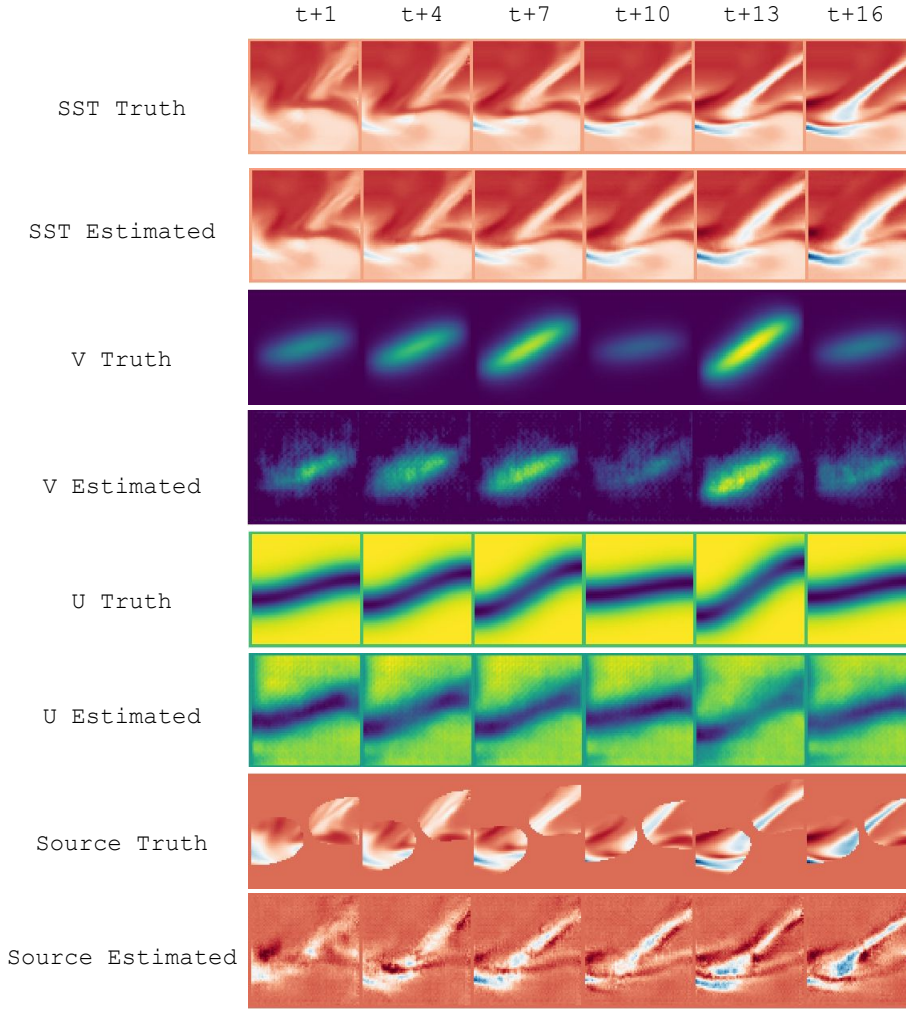 t+1 t+4 t+7 t+10 t+13 t+16
SST Truth
SST Estimated
V Truth
V Estimated
U Truth
U Estimated
Source Truth
Source Estimated